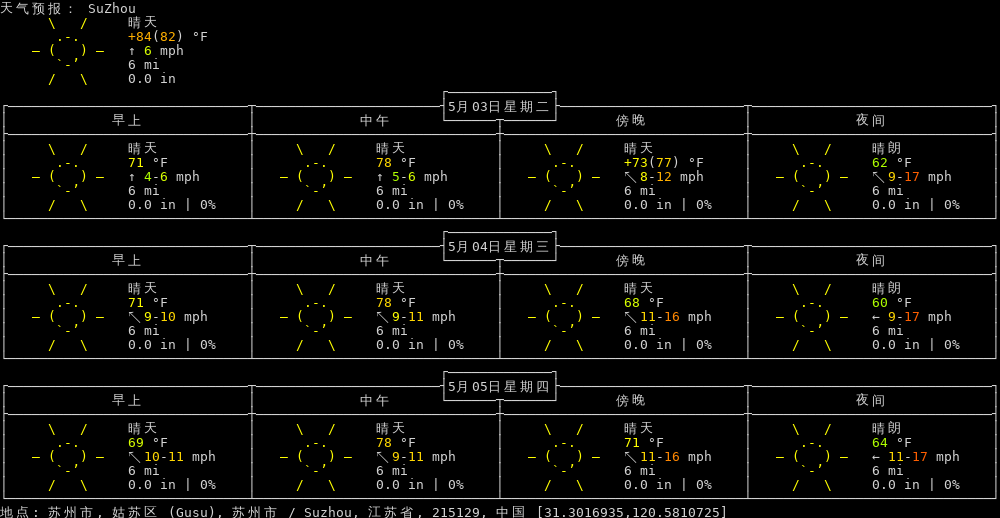 天气预报： SuZhou
晴天
+84(82) °F
↑ 6 mph
6 mi
0.0 in
5月03日星期二
早上 中午 傍晚 夜间
晴天 晴天 晴天 晴朗
71 °F 78 °F +73(77) °F 62 °F
↑ 4-6 mph ↑ 5-6 mph ↖ 8-12 mph ↖ 9-17 mph
6 mi 6 mi 6 mi 6 mi
0.0 in | 0% 0.0 in | 0% 0.0 in | 0% 0.0 in | 0%
5月04日星期三
早上 中午 傍晚 夜间
晴天 晴天 晴天 晴朗
71 °F 78 °F 68 °F 60 °F
↖ 9-10 mph ↖ 9-11 mph ↖ 11-16 mph ← 9-17 mph
6 mi 6 mi 6 mi 6 mi
0.0 in | 0% 0.0 in | 0% 0.0 in | 0% 0.0 in | 0%
5月05日星期四
早上 中午 傍晚 夜间
晴天 晴天 晴天 晴朗
69 °F 78 °F 71 °F 64 °F
↖ 10-11 mph ↖ 9-11 mph ↖ 11-16 mph ← 11-17 mph
6 mi 6 mi 6 mi 6 mi
0.0 in | 0% 0.0 in | 0% 0.0 in | 0% 0.0 in | 0%
地点: 苏州市, 姑苏区 (Gusu), 苏州市 / Suzhou, 江苏省, 215129, 中国 [31.3016935,120.5810725]